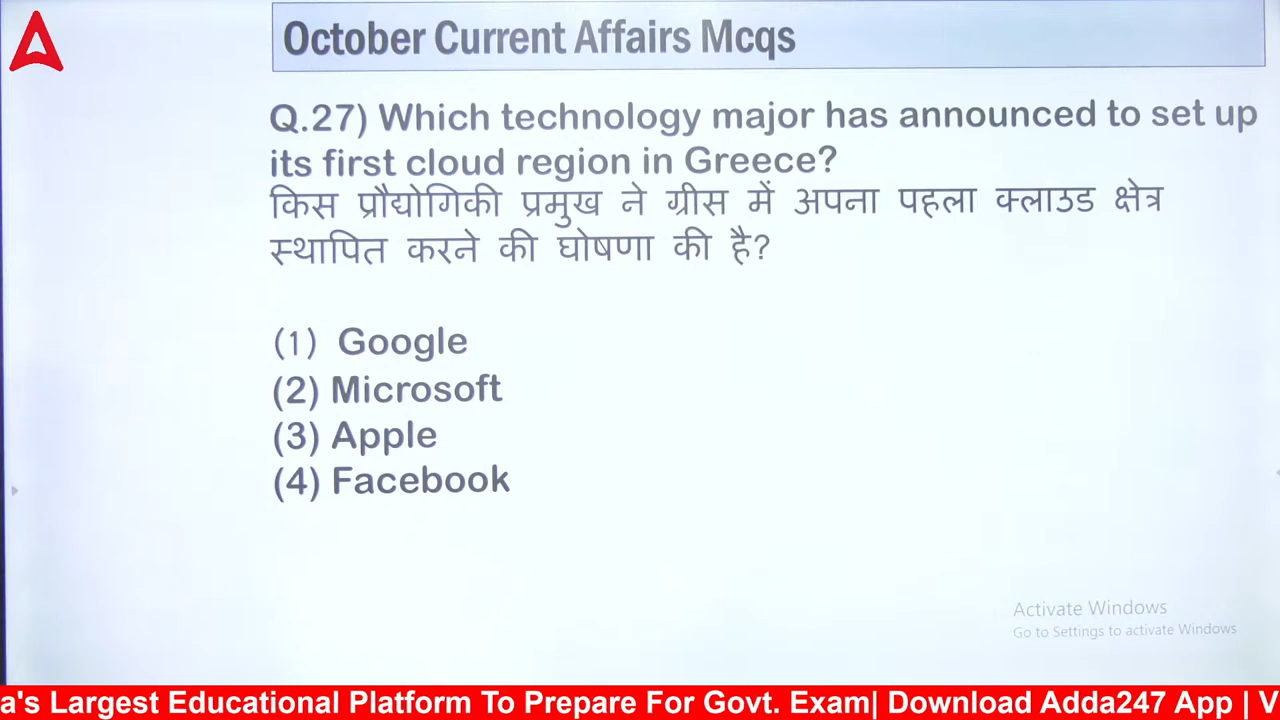 October Current Affairs Mcqs
Q.27) Which technology major has announced to set up
its first cloud region in Greece?
किस प्रौद्योगिकी प्रमुख ने ग्रीस में अपना पहला क्लाउड क्षेत्र
स्थापित करने की घोषणा की है?
(1) Google
(2) Microsoft
(3) Apple
(4) Facebook
Activate Windows
Go to Settings to activate Windows
a's Largest Educational Platform To Prepare For Govt. Exam| Download Adda247 App | V